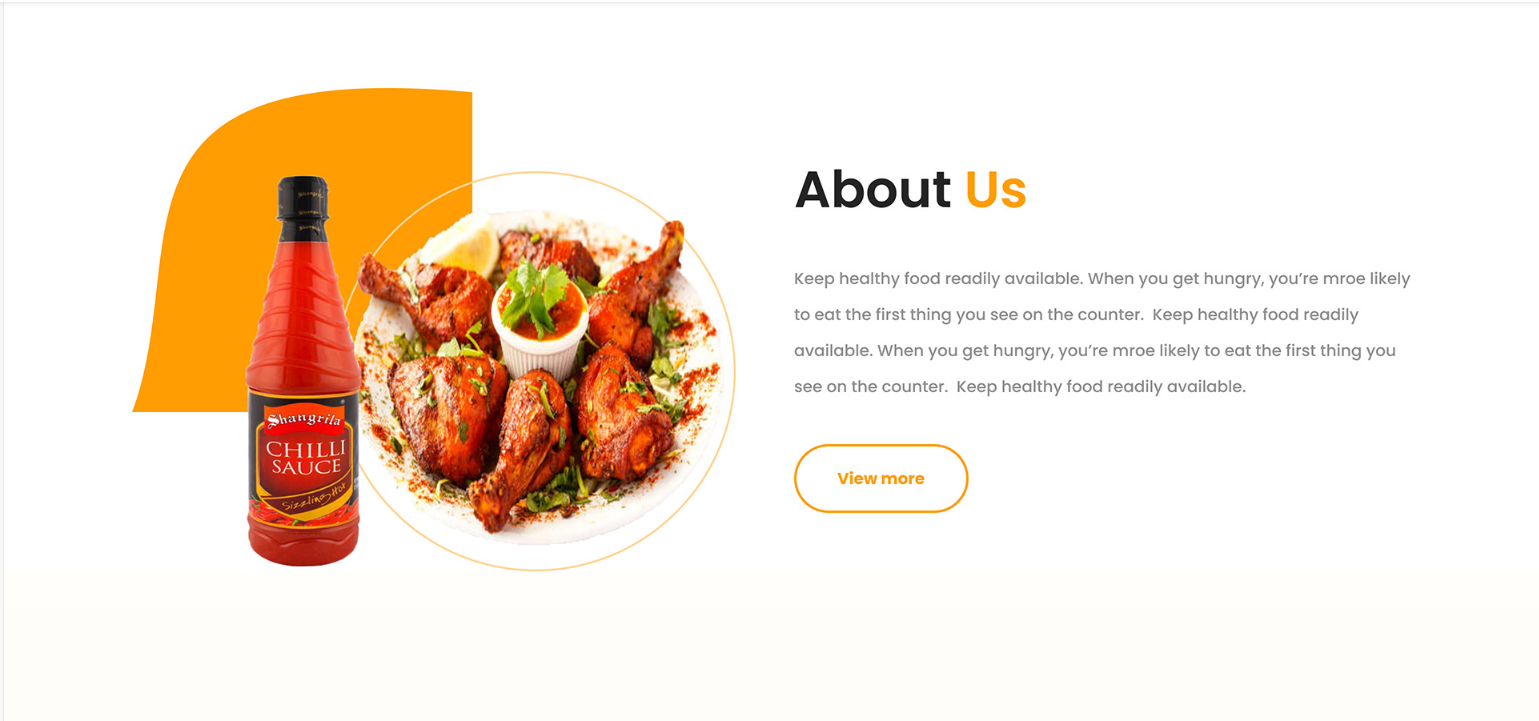 About Us
Keep healthy food readily available. When you get hungry, you’re mroe likely
to eat the first thing you see on the counter.  Keep healthy food readily
available. When you get hungry, you’re mroe likely to eat the first thing you
see on the counter.  Keep healthy food readily available.
View more
Shangrila
CHILLI
SAUCE
Sizzling Hot